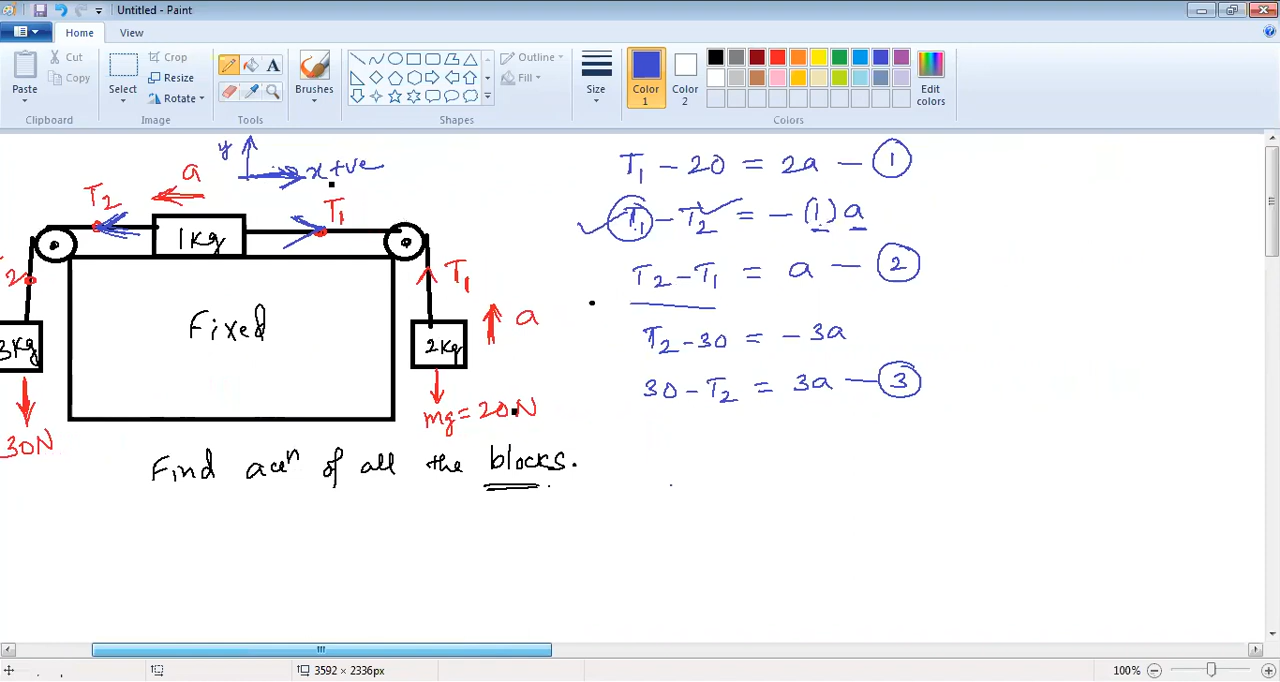 Untitled - Paint
Home
View
Paste
Cut
Copy
Clipboard
Select
Crop
Resize
Rotate
Image
A
Tools
Brushes
Outline
Fill
Shapes
Size
Color 1
Color 2
Edit colors
Colors
y
x +ve
a
T2
T1
1kg
T1
a
Fixed
3kg
2kg
30N
mg = 20N
Find accn of all the blocks.
T1 - 20 = 2a — 1
T1 - T2 = - (1) a
T2 - T1 = a — 2
T2 - 30 = - 3a
30 - T2 = 3a — 3
3592 × 2336px
100%